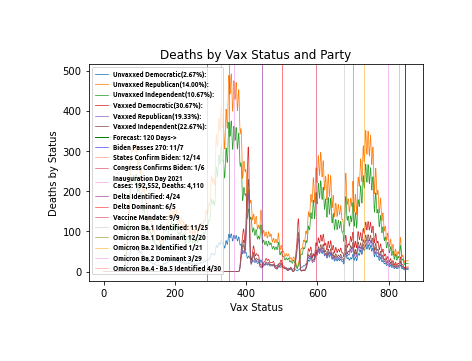 Deaths by Vax Status and Party
Deaths by Status
500
400
300
200
100
0
Unvaxxed Democratic(2.67%):
Unvaxxed Republican(14.00%):
Unvaxxed Independent(10.67%):
Vaxxed Democratic(30.67%):
Vaxxed Republican(19.33%):
Vaxxed Independent(22.67%):
Forecast: 120 Days->
Biden Passes 270: 11/7
States Confirm Biden: 12/14
Congress Confirms Biden: 1/6
Inauguration Day 2021
Cases: 192,552, Deaths: 4,110
Delta Identified: 4/24
Delta Dominant: 6/5
Vaccine Mandate: 9/9
Omicron Ba.1 Identified: 11/25
Omicron Ba.1 Dominant 12/20
Omicron Ba.2 Identified 1/21
Omicron Ba.2 Dominant 3/29
Omicron Ba.4 - Ba.5 Identified 4/30
0 200 400 600 800
Vax Status